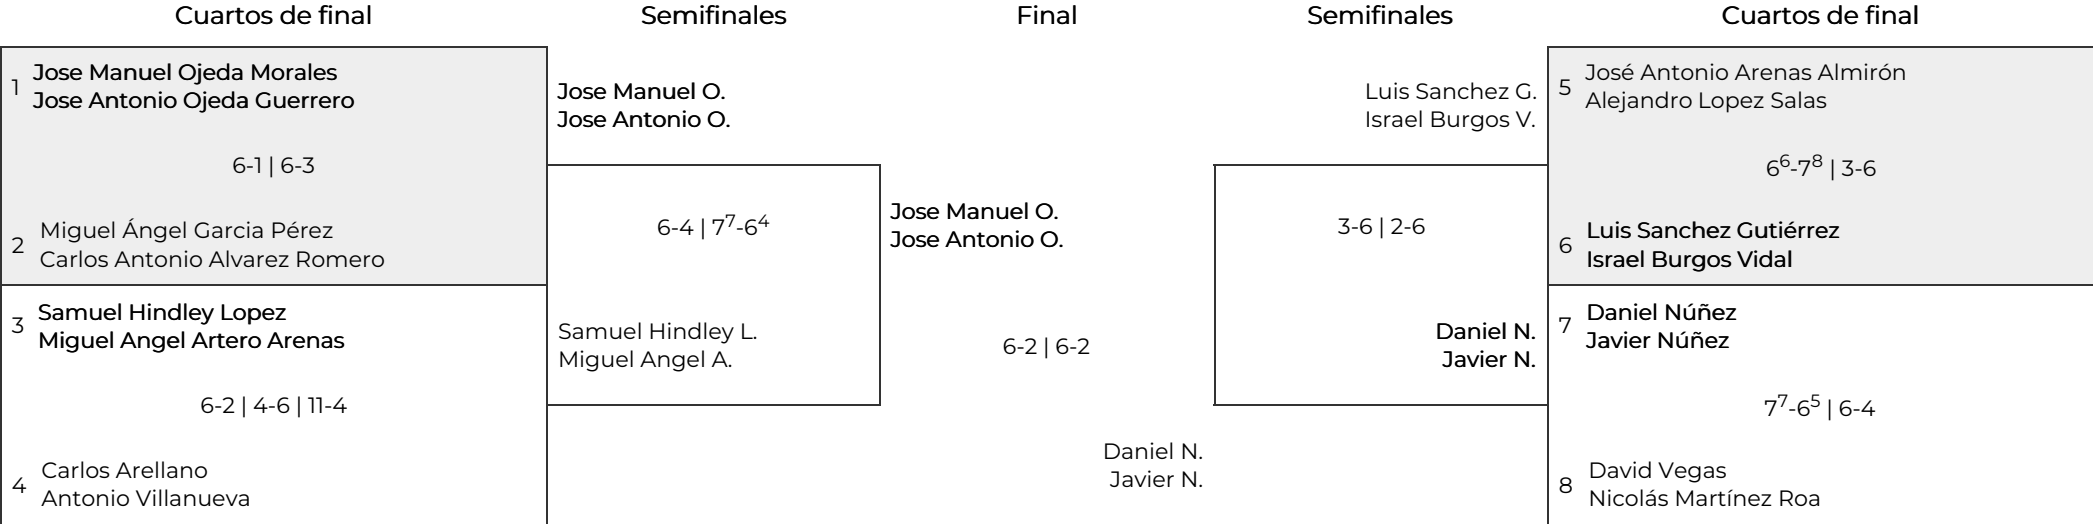 Cuartos de final
Semifinales
Final
Semifinales
Cuartos de final
1
Jose Manuel Ojeda Morales
Jose Antonio Ojeda Guerrero
6-1 | 6-3
2
Miguel Ángel Garcia Pérez
Carlos Antonio Alvarez Romero
3
Samuel Hindley Lopez
Miguel Angel Artero Arenas
6-2 | 4-6 | 11-4
4
Carlos Arellano
Antonio Villanueva
Jose Manuel O.
Jose Antonio O.
6-4 | 7⁷-6⁴
Samuel Hindley L.
Miguel Angel A.
Jose Manuel O.
Jose Antonio O.
6-2 | 6-2
Daniel N.
Javier N.
Luis Sanchez G.
Israel Burgos V.
3-6 | 2-6
Daniel N.
Javier N.
5
José Antonio Arenas Almirón
Alejandro Lopez Salas
6⁶-7⁸ | 3-6
6
Luis Sanchez Gutiérrez
Israel Burgos Vidal
7
Daniel Núñez
Javier Núñez
7⁷-6⁵ | 6-4
8
David Vegas
Nicolás Martínez Roa